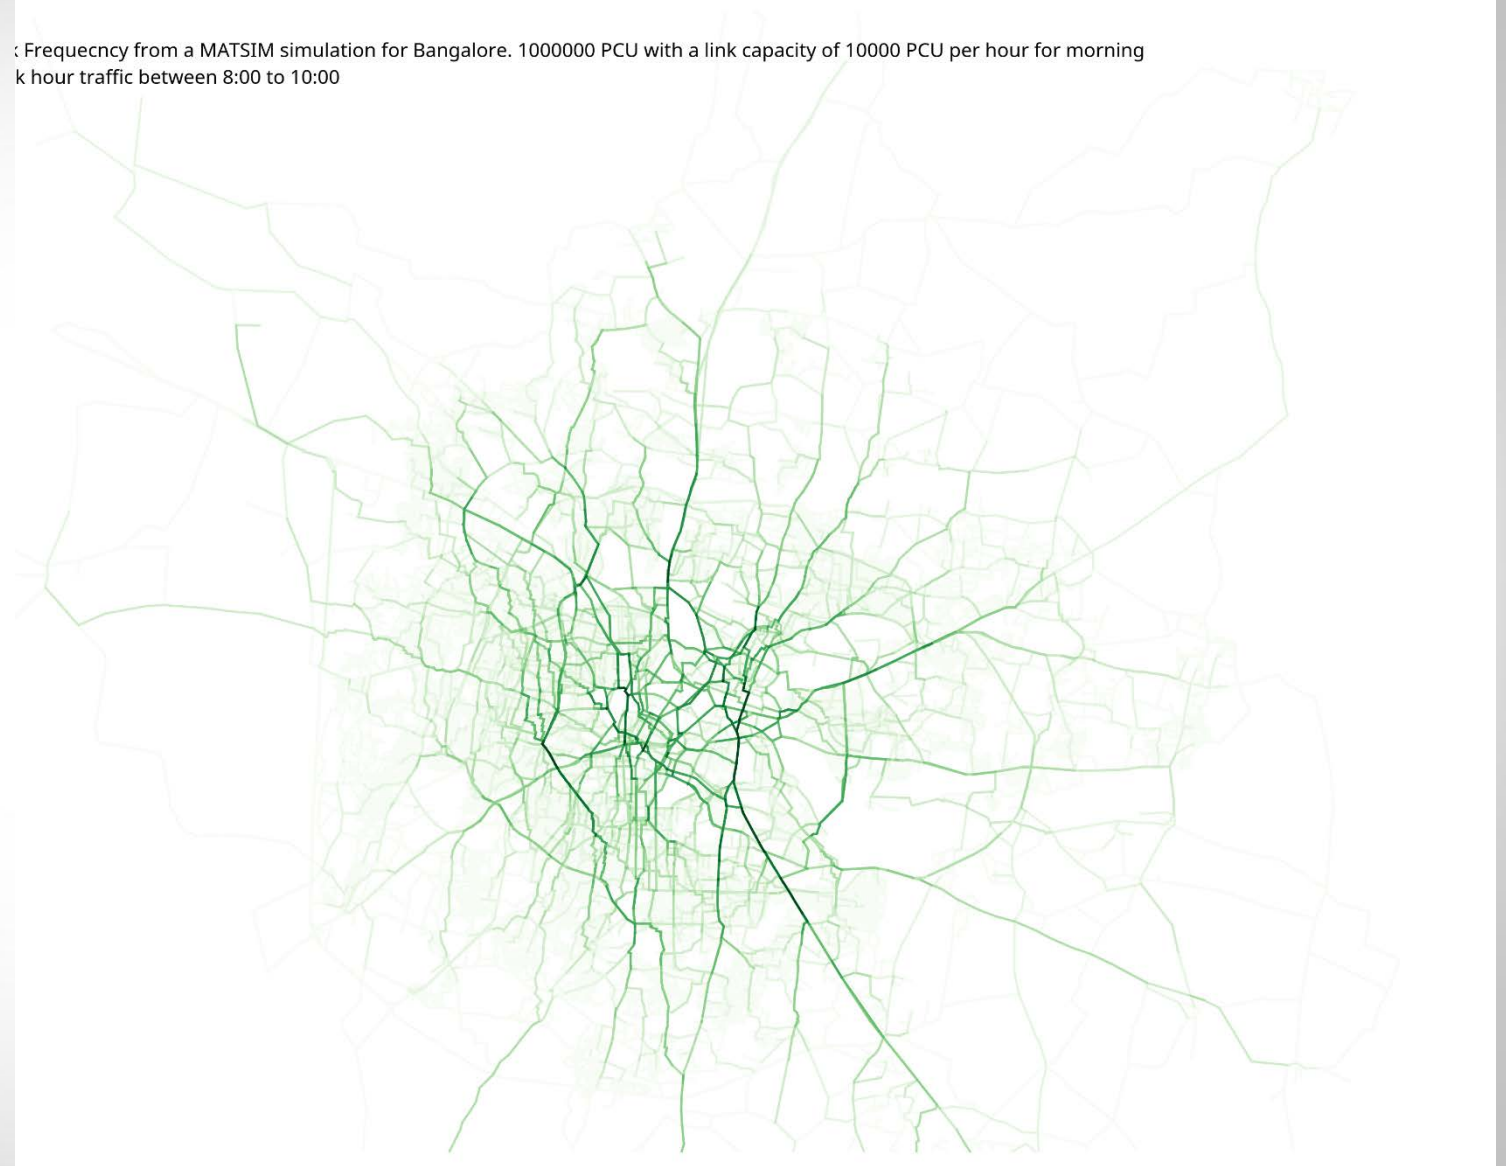 Frequecncy from a MATSIM simulation for Bangalore. 1000000 PCU with a link capacity of 10000 PCU per hour for morning
k hour traffic between 8:00 to 10:00